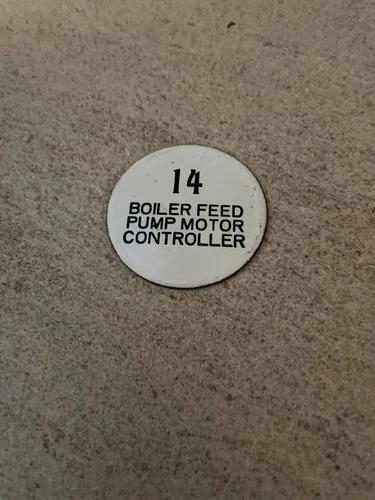 14
BOILER FEED
PUMP MOTOR
CONTROLLER